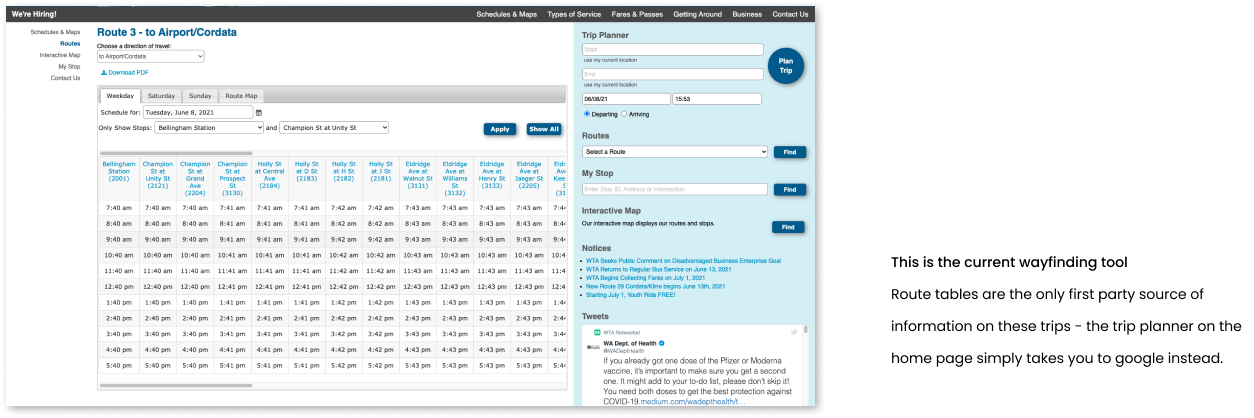 We're Hiring!
Schedules & Maps Types of Service Fares & Passes Getting Around Business Contact Us
Schedules & Maps
Routes
Interactive Map
My Stop
Contact Us
Route 3 - to Airport/Cordata
Choose a direction of travel:
to Airport/Cordata
Download PDF
Weekday Saturday Sunday Route Map
Schedule for: Tuesday, June 8, 2021
Only Show Stops: Bellingham Station and Champion St at Unity St
Apply Show All
Bellingham Station (2001) Champion St at Unity St (2121) Champion St at Grand Ave (2204) Champion St at Prospect St (3130) Holly St at Central Ave (2184) Holly St at D St (2183) Holly St at H St (2182) Holly St at J St (2181) Eldridge Ave at Walnut St (3131) Eldridge Ave at Williams St (3132) Eldridge Ave at Henry St (3133) Eldridge Ave at Jaeger St (2205)
7:40 am 7:40 am 7:41 am 7:41 am 7:41 am 7:41 am 7:42 am 7:42 am 7:43 am 7:43 am 7:43 am 7:43 am 7:44
8:40 am 8:40 am 8:40 am 8:41 am 8:41 am 8:41 am 8:42 am 8:42 am 8:43 am 8:43 am 8:43 am 8:43 am 8:44
9:40 am 9:40 am 9:40 am 9:41 am 9:41 am 9:41 am 9:42 am 9:42 am 9:43 am 9:43 am 9:43 am 9:43 am 9:44
10:40 am 10:40 am 10:41 am 10:41 am 10:41 am 10:41 am 10:42 am 10:42 am 10:43 am 10:43 am 10:43 am 10:43 am 10:4
11:40 am 11:40 am 11:41 am 11:41 am 11:41 am 11:41 am 11:42 am 11:42 am 11:43 am 11:43 am 11:43 am 11:43 am 11:4
12:40 pm 12:40 pm 12:41 pm 12:41 pm 12:41 pm 12:41 pm 12:42 pm 12:42 pm 12:43 pm 12:43 pm 12:43 pm 12:43 pm 12:4
1:40 pm 1:40 pm 1:40 pm 1:41 pm 1:41 pm 1:41 pm 1:42 pm 1:42 pm 1:43 pm 1:43 pm 1:43 pm 1:43 pm 1:44
2:40 pm 2:40 pm 2:41 pm 2:41 pm 2:41 pm 2:41 pm 2:42 pm 2:42 pm 2:43 pm 2:43 pm 2:43 pm 2:43 pm 2:44
3:40 pm 3:40 pm 3:40 pm 3:41 pm 3:41 pm 3:41 pm 3:42 pm 3:42 pm 3:43 pm 3:43 pm 3:43 pm 3:43 pm 3:44
4:40 pm 4:40 pm 4:41 pm 4:41 pm 4:41 pm 4:41 pm 4:42 pm 4:42 pm 4:43 pm 4:43 pm 4:43 pm 4:43 pm 4:44
5:40 pm 5:40 pm 5:40 pm 5:41 pm 5:41 pm 5:41 pm 5:42 pm 5:42 pm 5:43 pm 5:43 pm 5:43 pm 5:43 pm 5:44
Trip Planner
Start
use my current location
End
use my current location
Plan Trip
06/08/21 15:53
Departing Arriving
Routes
Select a Route Find
My Stop
Enter Stop ID, Address or Intersection Find
Interactive Map
Our interactive map displays our routes and stops.
Find
Notices
WTA Seeks Public Comment on Disadvantaged Business Enterprise Goal
WTA Returns to Regular Bus Service on June 13, 2021
WTA Begins Collecting Fares on July 1, 2021
New Route 29 Cordata/Kline begins June 13th, 2021
Starting July 1, Youth Ride FREE!
Tweets
WTA Retweeted
WA Dept. of Health
@WADeptHealth
If you already got one dose of the Pfizer or Moderna
vaccine, it's important to make sure you get a second
one. It might add to your to-do list, please don't skip it!
You need both doses to get the best protection against
COVID-19.medium.com/wadepthealth/t...
This is the current wayfinding tool
Route tables are the only first party source of
information on these trips - the trip planner on the
home page simply takes you to google instead.